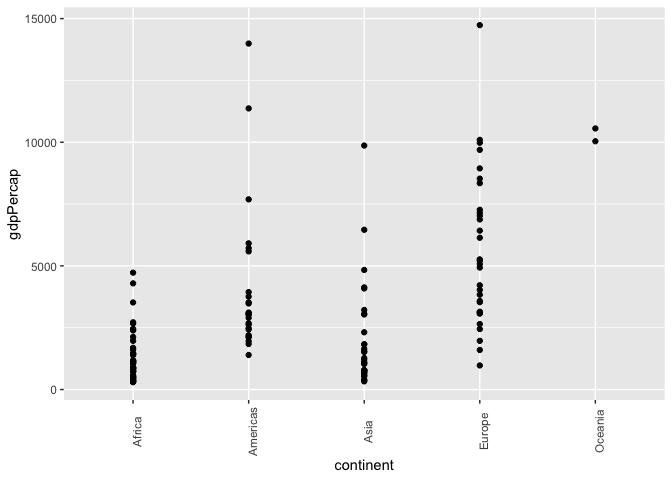 15000
10000
5000
0
gdpPercap
Africa
Americas
Asia
Europe
Oceania
continent